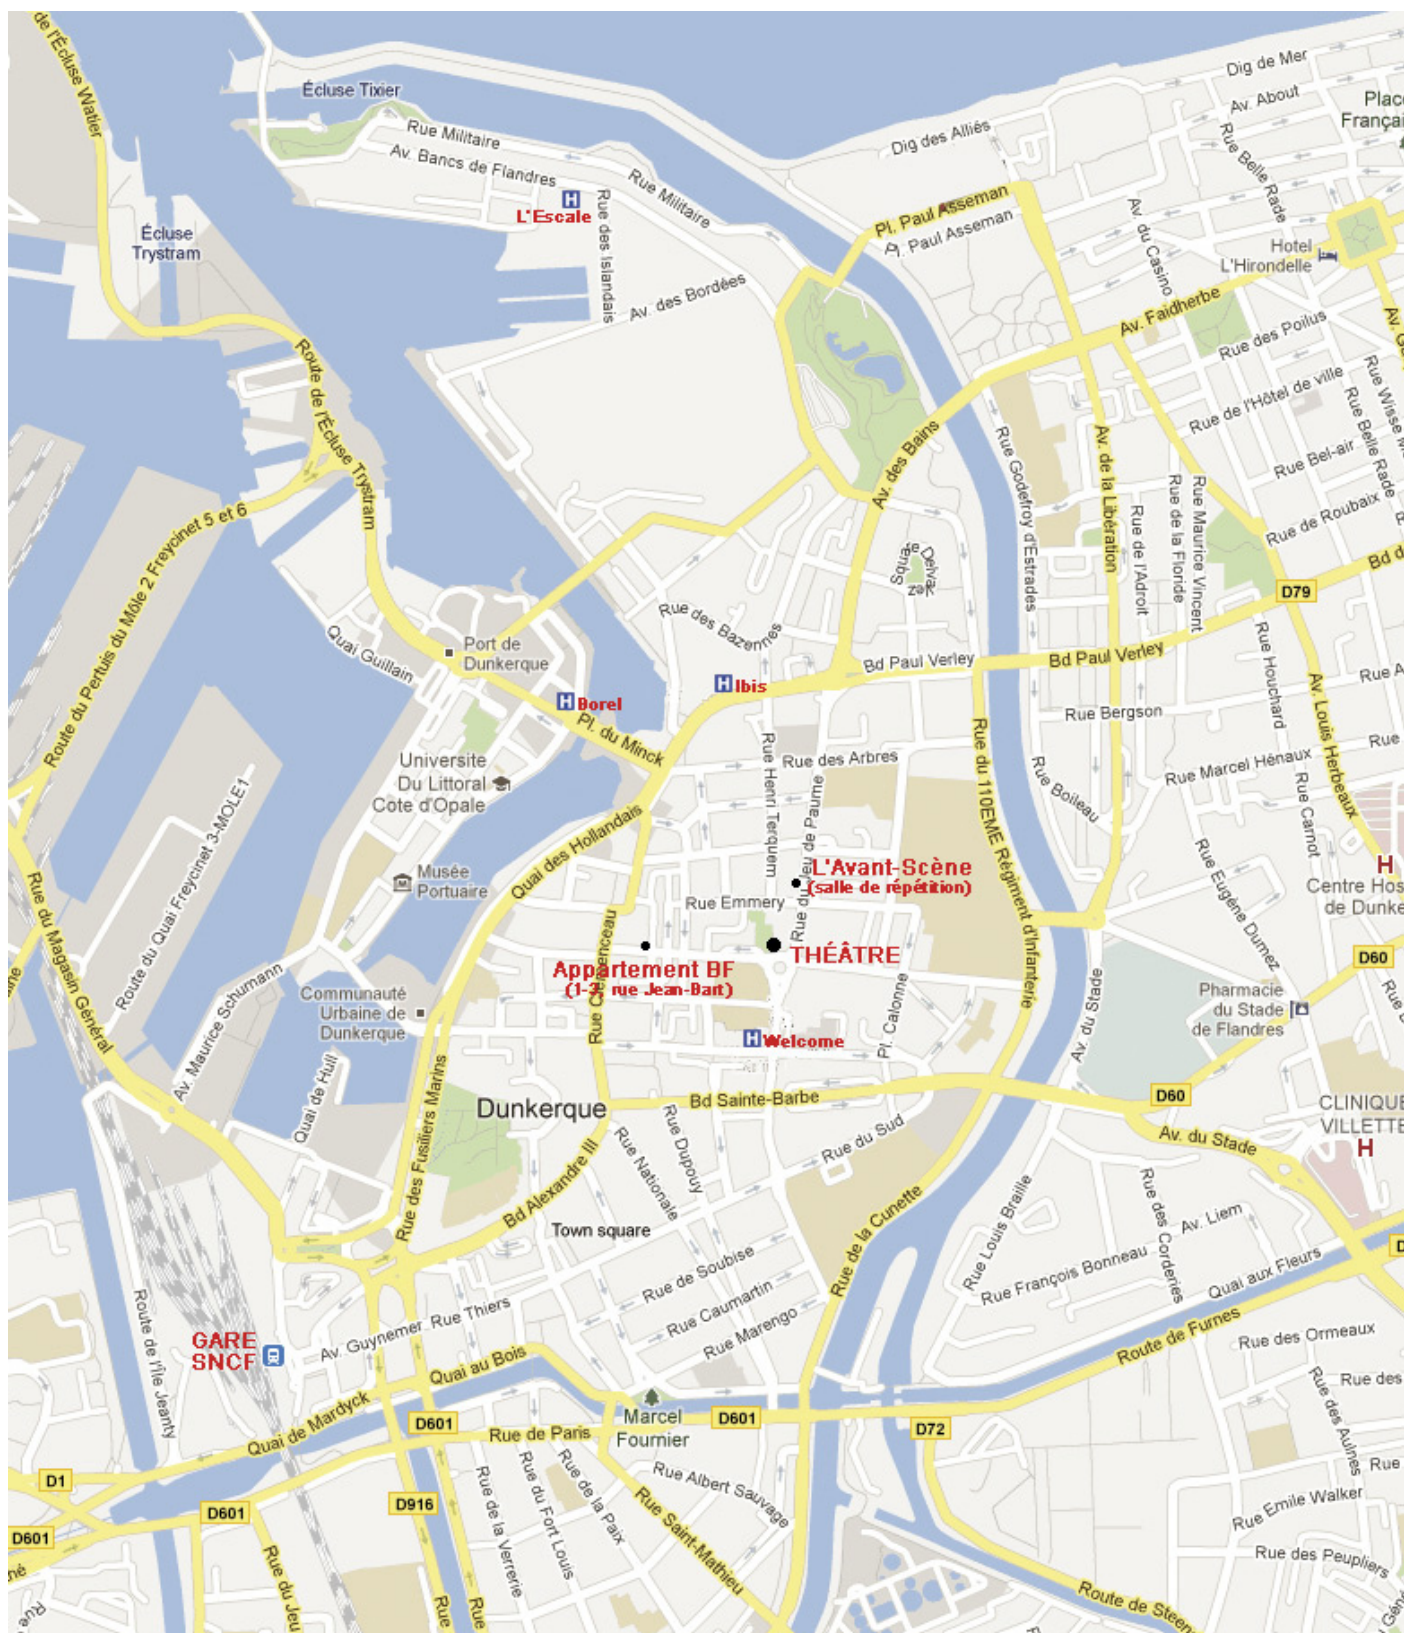 de l'Écluse Watier
Écluse Tixier
Rue Militaire
Av. Bancs de Flandres
Rue Militaire
H
L'Escale
Rue des Islandais
Av. des Bordées
Écluse
Trystram
Dig de Mer
Av. About
Dig des Alliés
Rue Belle Rade
Pl. Paul Asseman
Pl. Paul Asseman
Av. du Casino
Hotel
L'Hirondelle
Av. Faidherbe
Rue des Poilus
Rue de l'Hôtel de ville
Rue Belle Rade
Rue Bel-air
Rue de Roubaix
Route de l'Écluse Trystram
Route du Pertuis du Môle 2 Freycinet 5 et 6
Av. des Bains
Rue Godefroy d'Estrades
Av. de la Libération
Rue de l'Adroit
Rue de la Floride
Rue Maurice Vincent
Square Delvallez
D79
Rue des Bazennes
Bd Paul Verley
Bd Paul Verley
Quai Guillain
Port de
Dunkerque
H
Ibis
H
Borel
Pl. du Minck
Rue Houchard
Av. Louis Herbeaux
Rue Bergson
Rue des Arbres
Rue Henri Terquem
Rue du Jeu de Paume
Rue du 110EME Régiment d'Infanterie
Rue Boileau
Rue Marcel Hénaux
Rue Carnot
Rue Eugène Dumez
Universite
Du Littoral
Côte d'Opale
Musée
Portuaire
Quai des Hollandais
Route du Quai Freycinet 3-MOLE1
Rue du Magasin Général
L'Avant-Scène
(salle de répétition)
Rue Emmery
THÉÂTRE
Appartement BF
(1-3, rue Jean-Bart)
Rue Clemenceau
H
Welcome
Pl. Calonne
H
Centre Hos
de Dunke
D60
Pharmacie
du Stade
de Flandres
Av. du Stade
Communauté
Urbaine de
Dunkerque
Av. Maurice Schumann
Quai de Hull
Rue des Fusiliers Marins
Dunkerque
Bd Sainte-Barbe
D60
Av. du Stade
CLINIQUE
VILLETTE
H
Rue Dupouy
Rue Nationale
Rue du Sud
Bd Alexandre III
Town square
Rue de la Cunette
Rue Louis Braille
Rue des Corderies
Av. Liem
Rue François Bonneau
Quai aux Fleurs
Rue de Soubise
Rue Caumartin
Rue Marengo
Av. Guynemer
Rue Thiers
Route de l'Île Jeanty
GARE
SNCF
Quai au Bois
Quai de Mardyck
Route de Furnes
Rue des Ormeaux
Rue des
Rue des Aulnes
Marcel
Fournier
D601
D601
D72
Rue de Paris
D1
D601
D601
D916
Rue Albert Sauvage
Rue Saint-Mathieu
Rue de la Paix
Rue du Fort Louis
Rue de la Verrerie
Rue
Rue
Rue du Jeu
Rue
Rue Emile Walker
Rue des Peupliers
Route de Steen